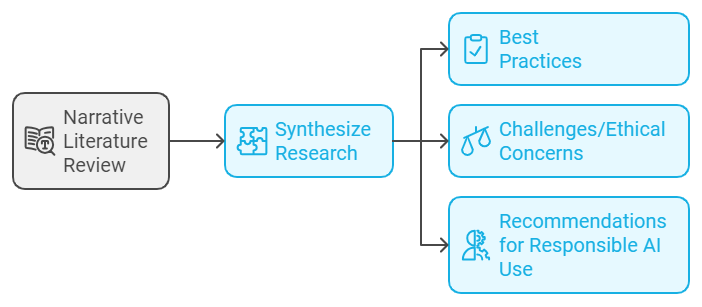 Narrative
Literature
Review
Synthesize
Research
Best
Practices
Challenges/Ethical
Concerns
Recommendations
for Responsible AI
Use